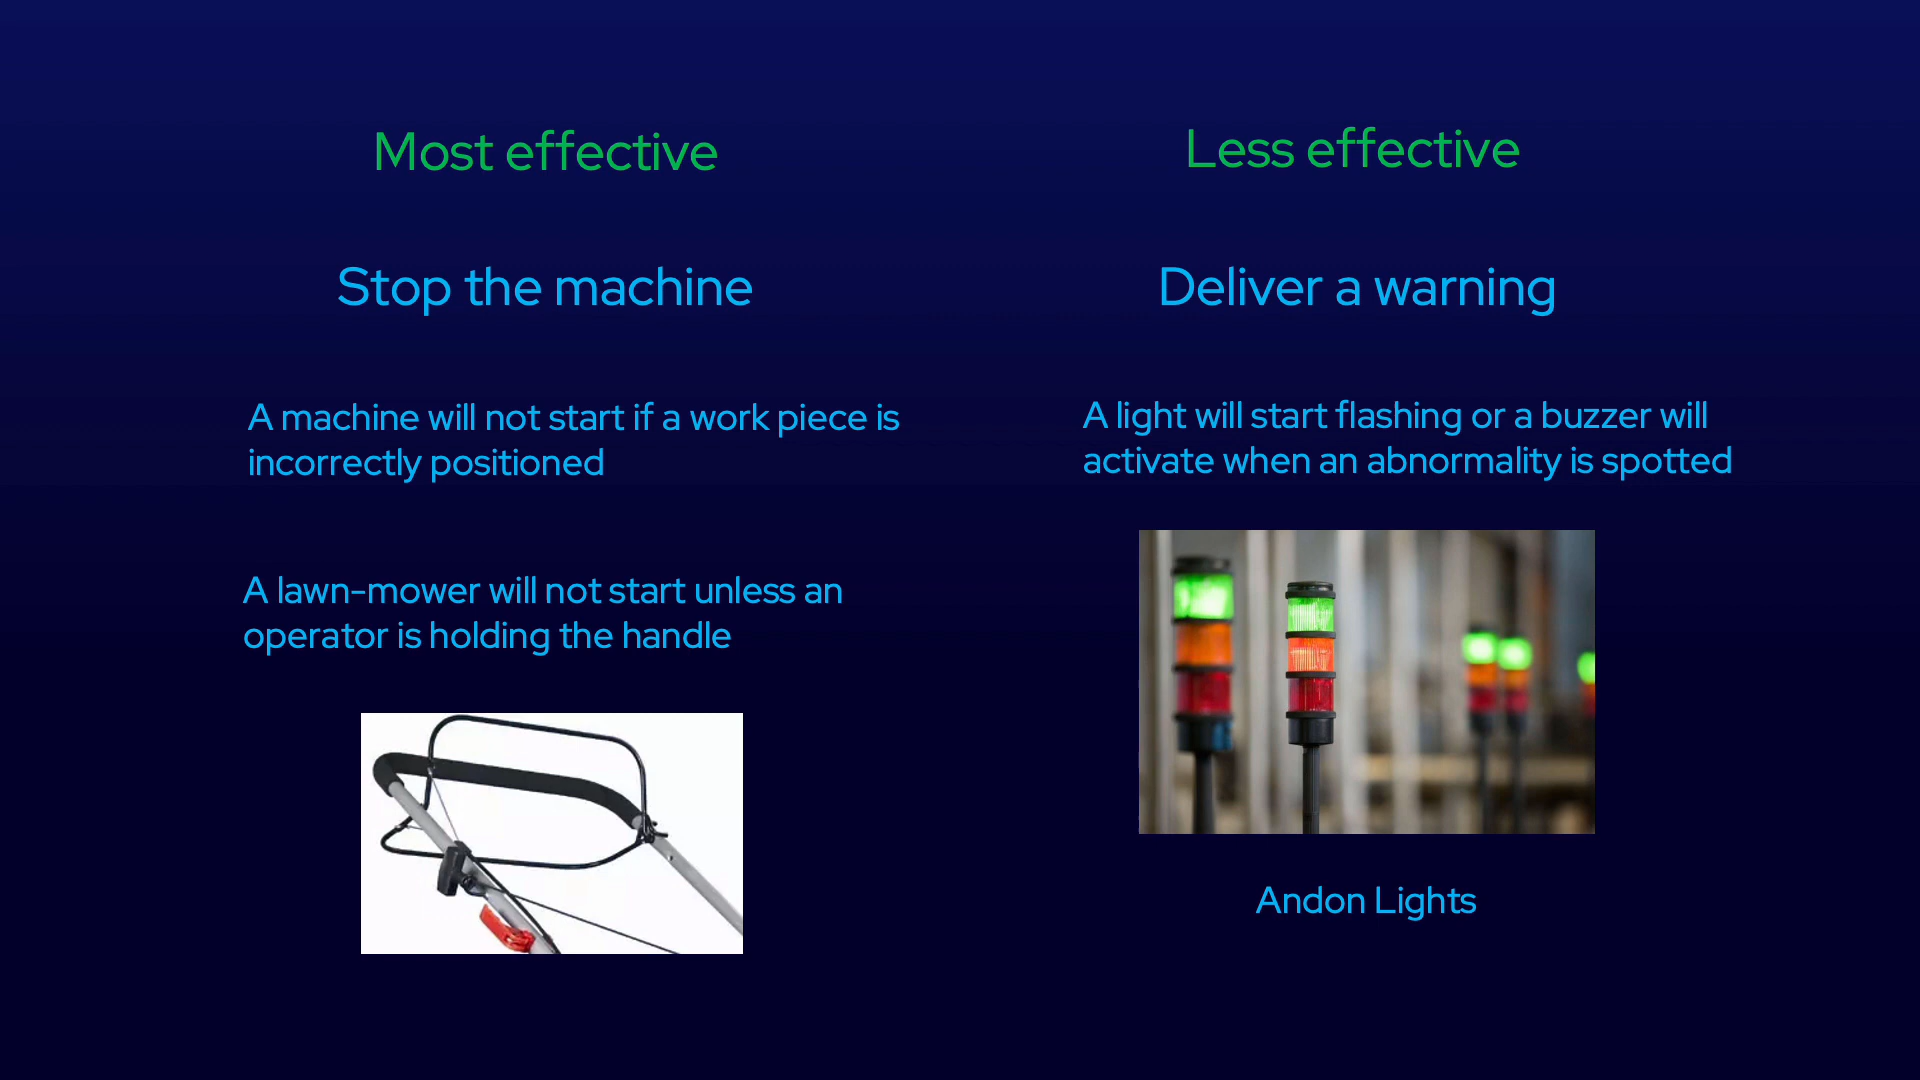 Most effective
Stop the machine
A machine will not start if a work piece is
incorrectly positioned
A lawn-mower will not start unless an
operator is holding the handle
Less effective
Deliver a warning
A light will start flashing or a buzzer will
activate when an abnormality is spotted
Andon Lights